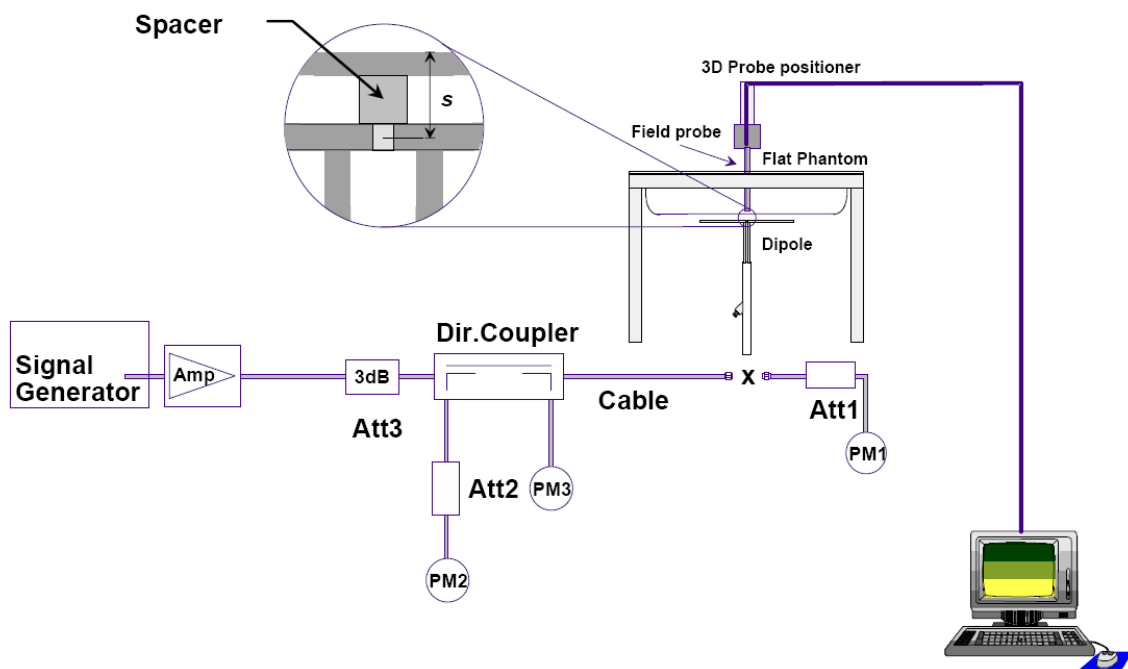 Spacer
s
3D Probe positioner
Field probe
Flat Phantom
Dipole
Signal
Generator
Amp
3dB
Att3
Dir.Coupler
Cable
x
Att1
PM1
Att2
PM3
PM2